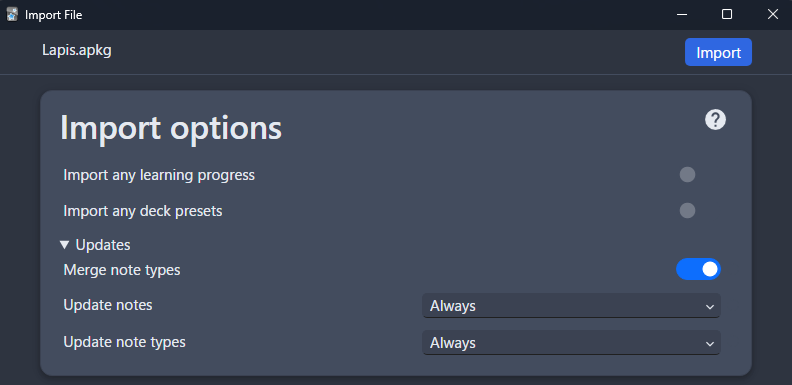 Import File
Lapis.apkg
Import
Import options
?
Import any learning progress
Import any deck presets
Updates
Merge note types
Update notes
Always
Update note types
Always